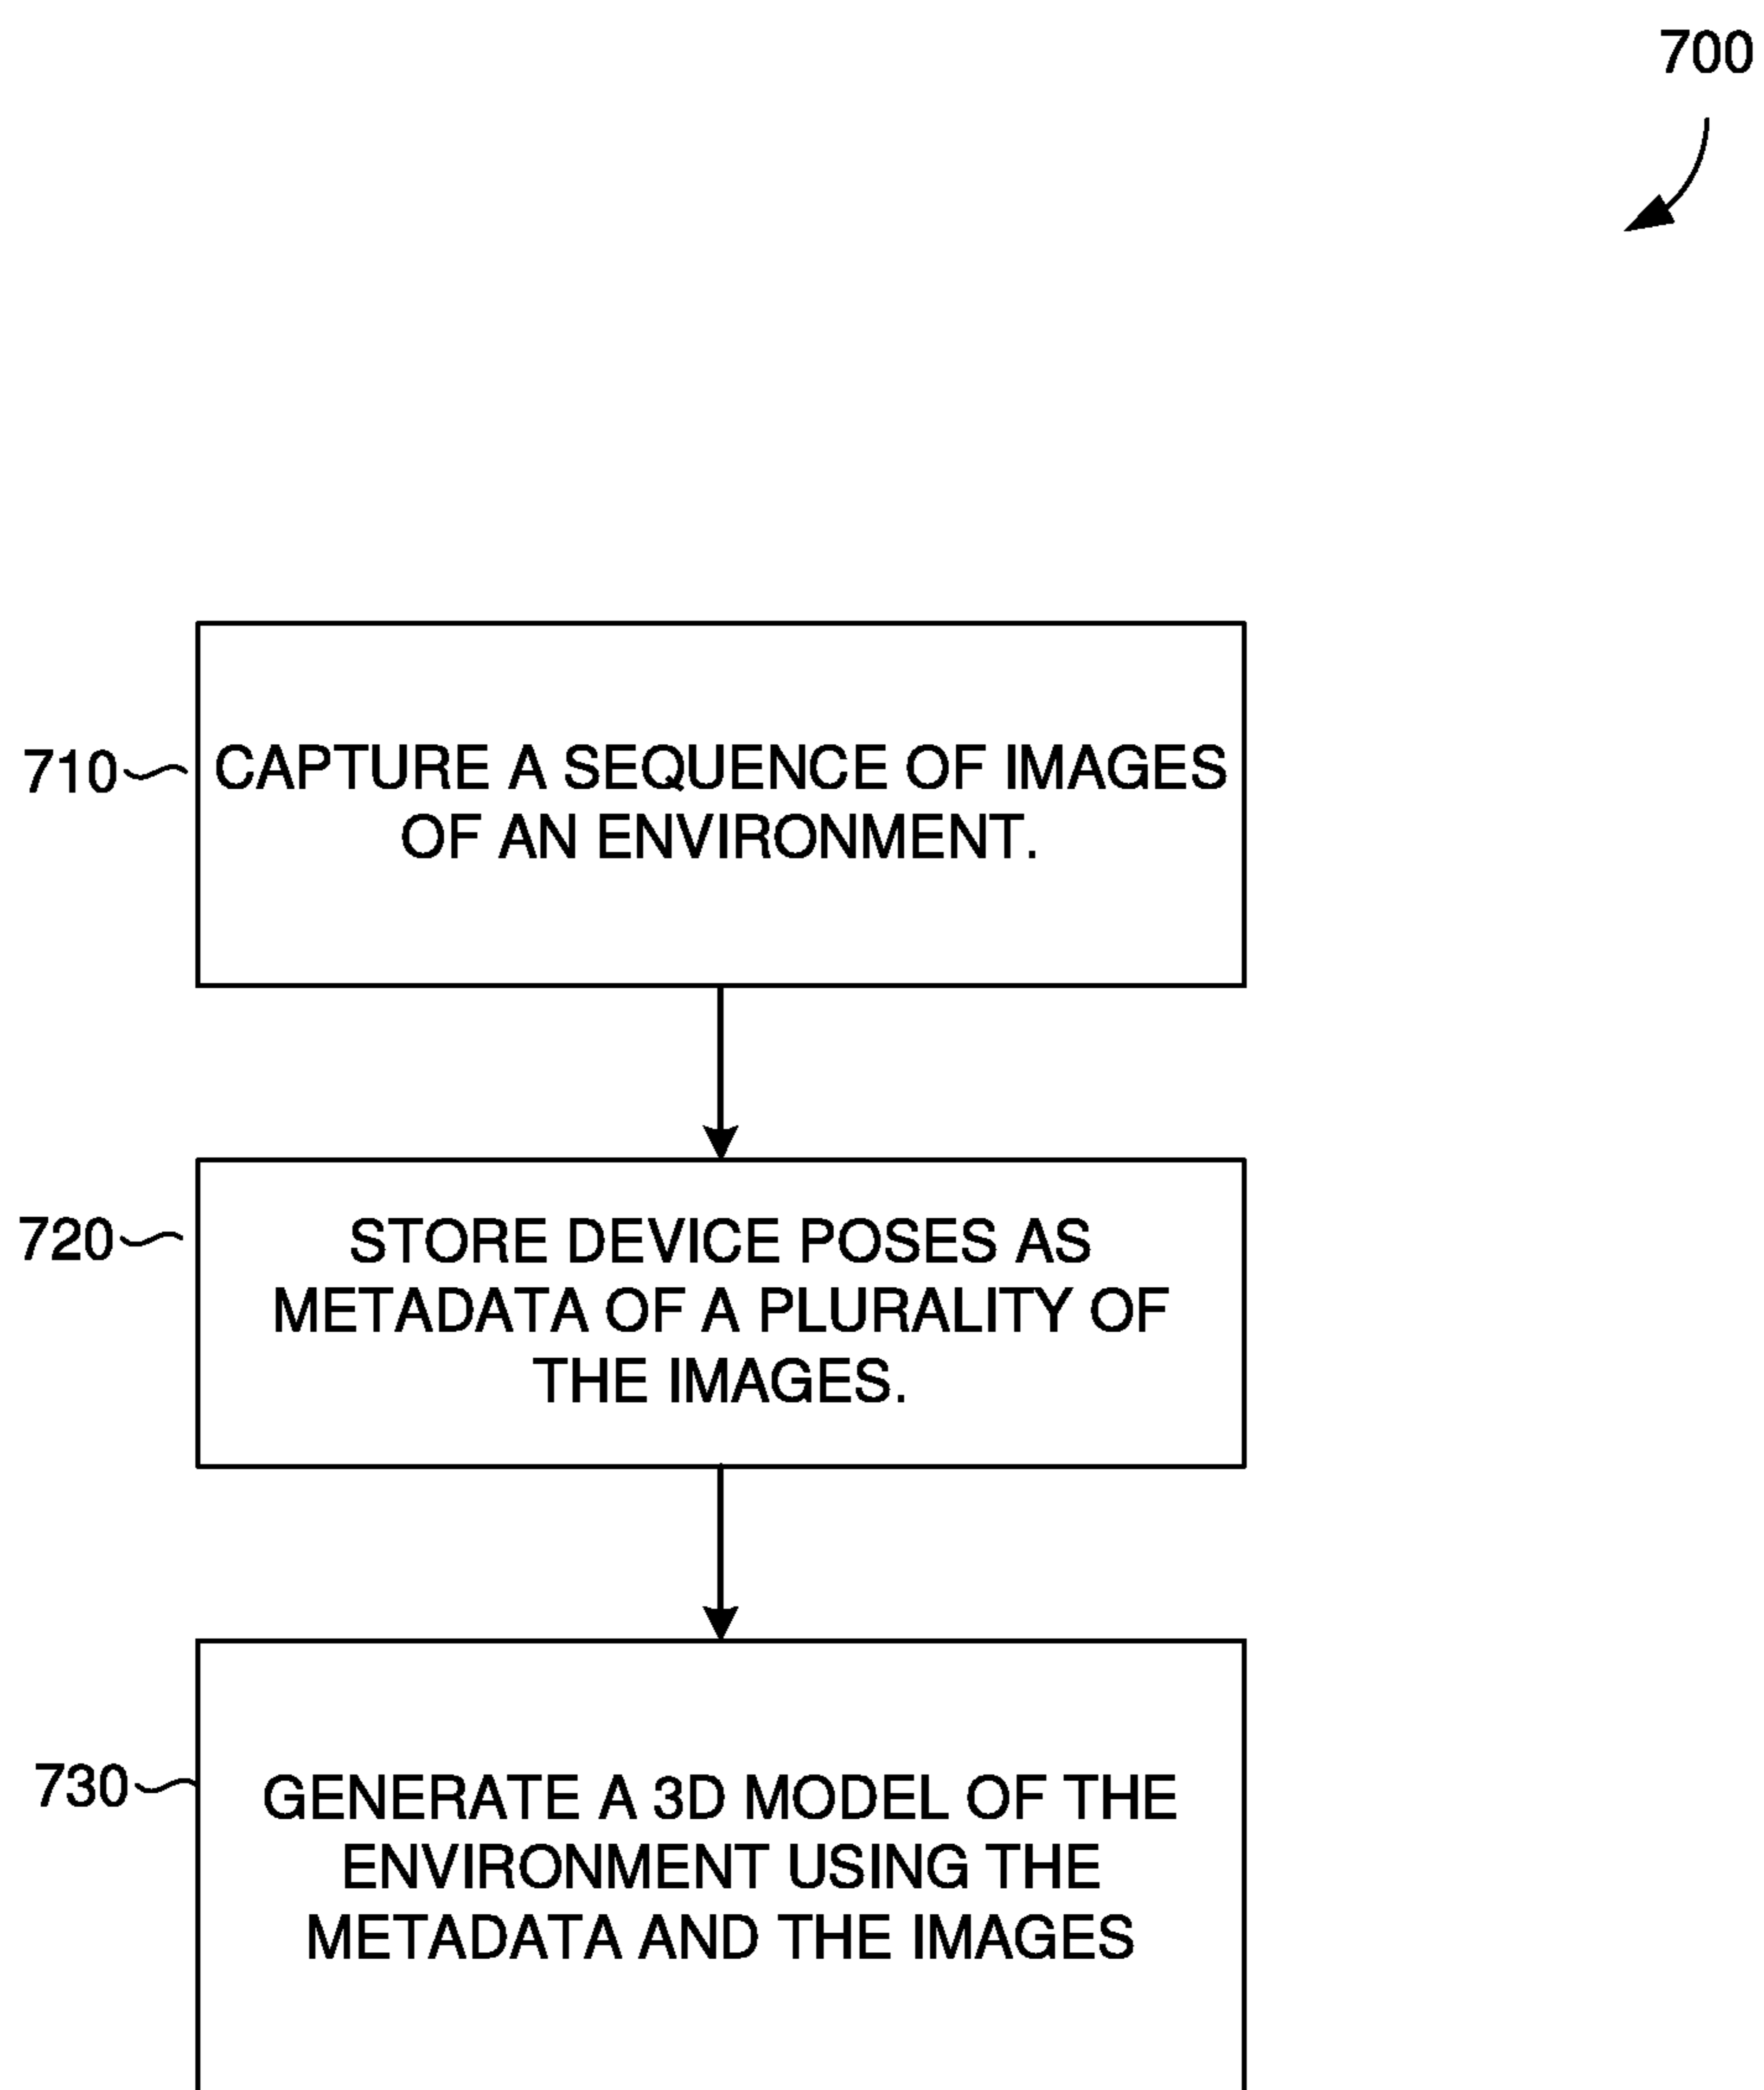 700
710
CAPTURE A SEQUENCE OF IMAGES
OF AN ENVIRONMENT.
720
STORE DEVICE POSES AS
METADATA OF A PLURALITY OF
THE IMAGES.
730
GENERATE A 3D MODEL OF THE
ENVIRONMENT USING THE
METADATA AND THE IMAGES